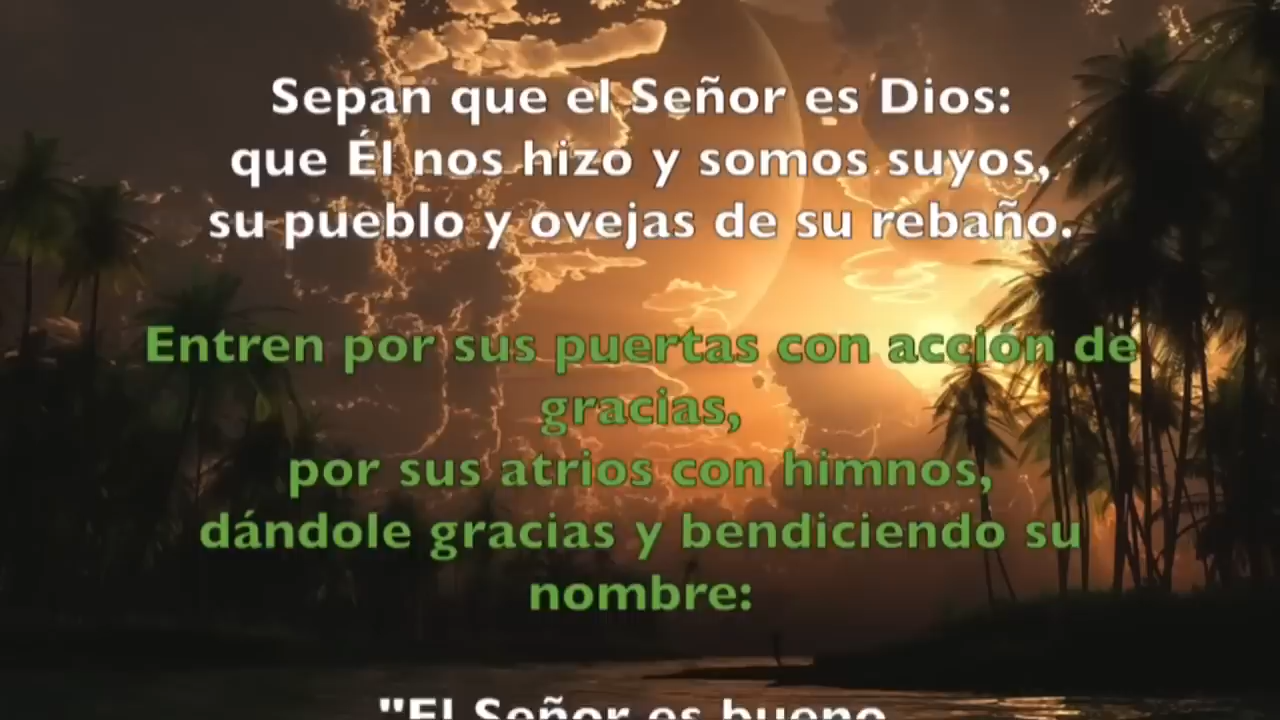 Sepan que el Señor es Dios:
que Él nos hizo y somos suyos,
su pueblo y ovejas de su rebaño.
Entren por sus puertas con acción de
gracias,
por sus atrios con himnos,
dándole gracias y bendiciendo su
nombre:
"El Señor es bueno,